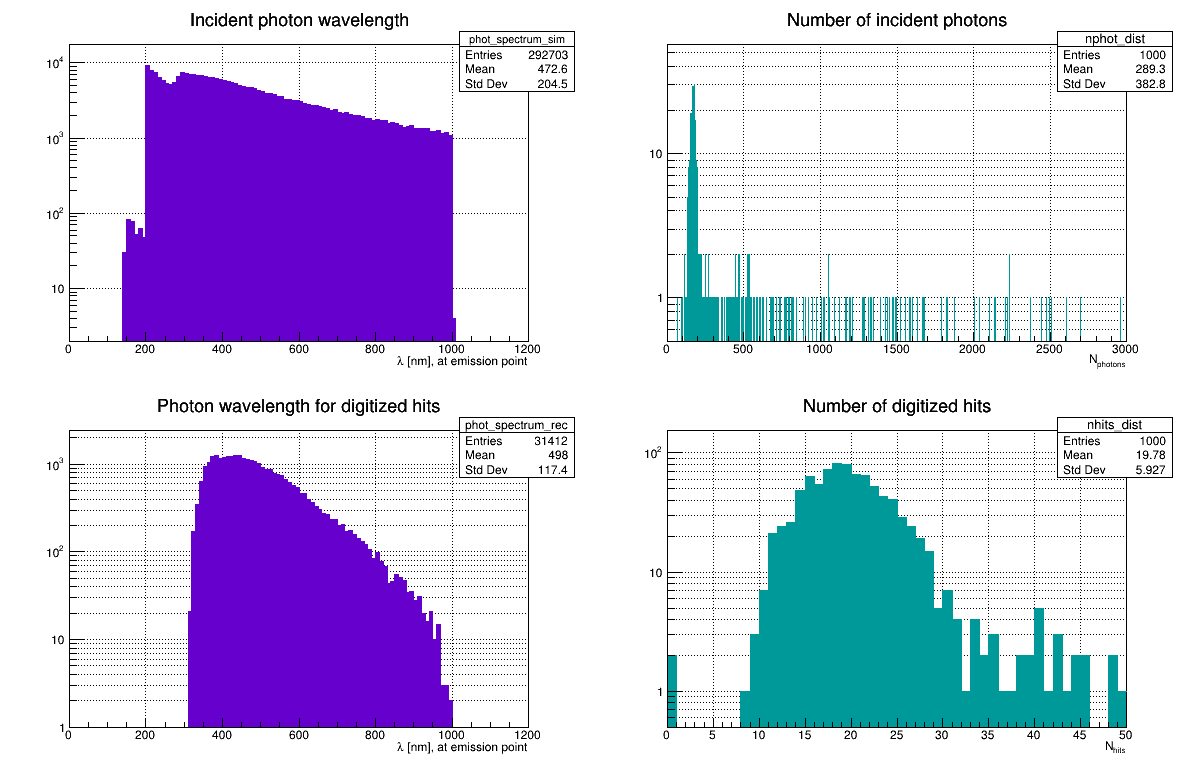 Incident photon wavelength
phot_spectrum_sim
Entries 292703
Mean 472.6
Std Dev 204.5
10^4
10^3
10^2
10
0 200 400 600 800 1000 1200
λ [nm], at emission point
Number of incident photons
nphot_dist
Entries 1000
Mean 289.3
Std Dev 382.8
10
1
0 500 1000 1500 2000 2500 3000
N_photons
Photon wavelength for digitized hits
phot_spectrum_rec
Entries 31412
Mean 498
Std Dev 117.4
10^3
10^2
10
1
0 200 400 600 800 1000 1200
λ [nm], at emission point
Number of digitized hits
nhits_dist
Entries 1000
Mean 19.78
Std Dev 5.927
10^2
10
1
0 5 10 15 20 25 30 35 40 45 50
N_hits